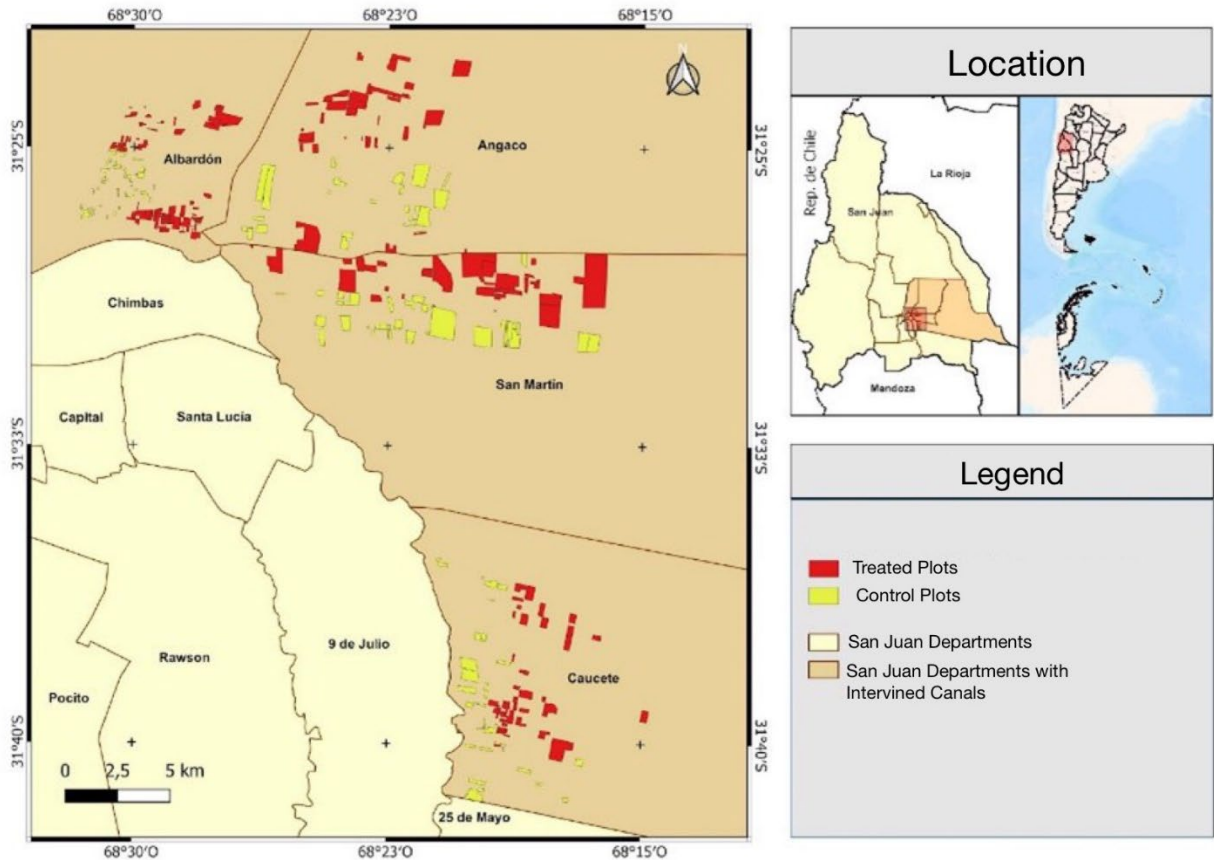 68°30'O 68°23'O 68°15'O
N
31°25'S
31°25'S
Albardón
Angaco
Chimbas
San Martín
Capital
Santa Lucía
31°33'S
31°33'S
9 de Julio
Rawson
Caucete
Pocito
31°40'S
31°40'S
0 2,5 5 km
25 de Mayo
68°30'O 68°23'O 68°15'O
Location
Rep. de Chile
La Rioja
San Juan
Mendoza
Legend
Treated Plots
Control Plots
San Juan Departments
San Juan Departments with
Intervined Canals